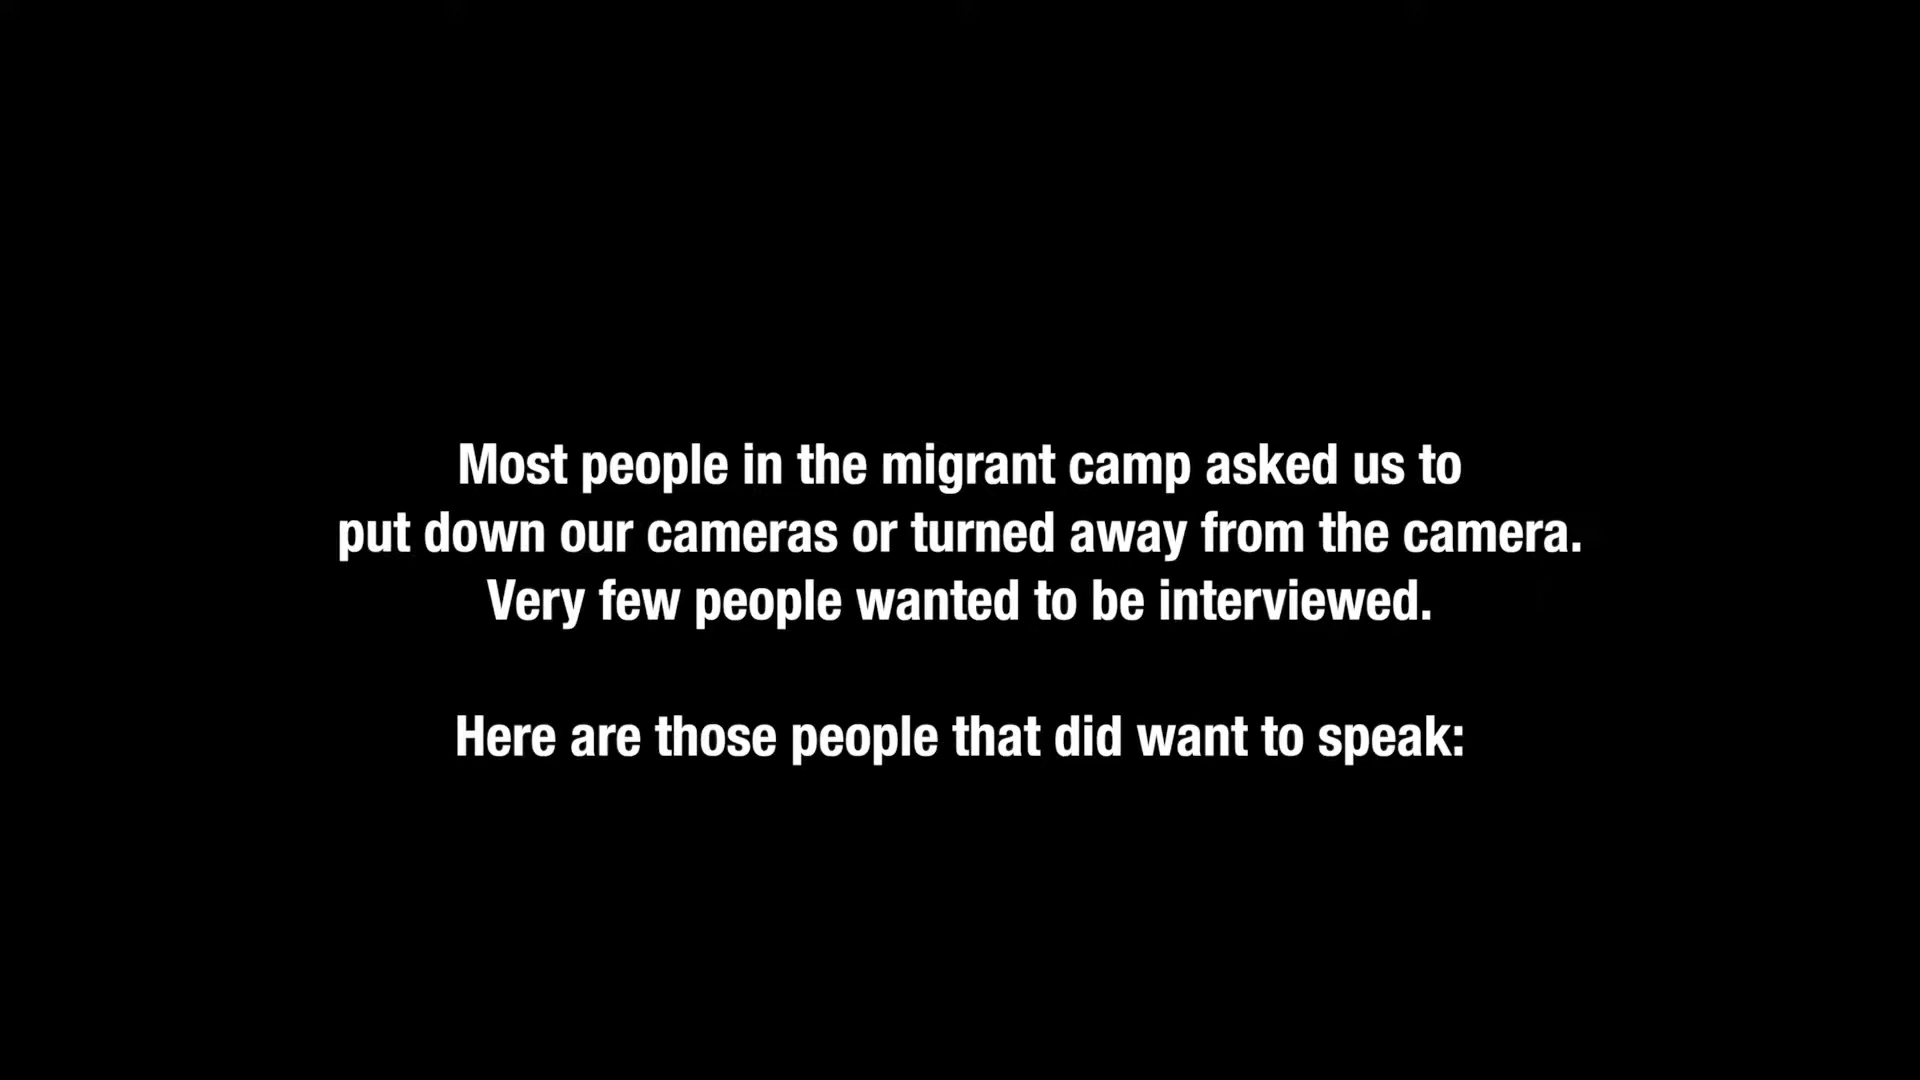 Most people in the migrant camp asked us to
put down our cameras or turned away from the camera.
Very few people wanted to be interviewed.
Here are those people that did want to speak: